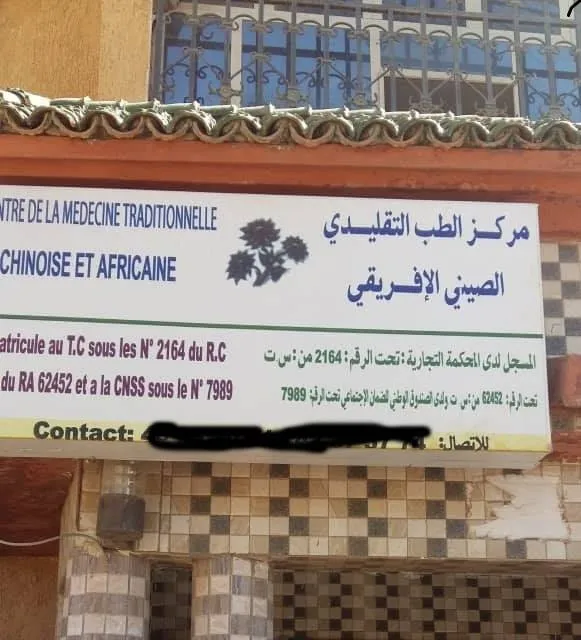 NTRE DE LA MEDECINE TRADITIONNELLE
CHINOISE ET AFRICAINE
مركز الطب التقليدي
الصيني الإفريقي
atricule au T.C sous les N° 2164 du R.C
du RA 62452 et a la CNSS sous le N° 7989
المسجل لدى المحكمة التجارية : تحت الرقم : 2164 من : س ت
تحت الرقم : 62452 من : س ت ولدى الصندوق الوطني للضمان الإجتماعي تحت الرقم : 7989
Contact:
للإتصال: